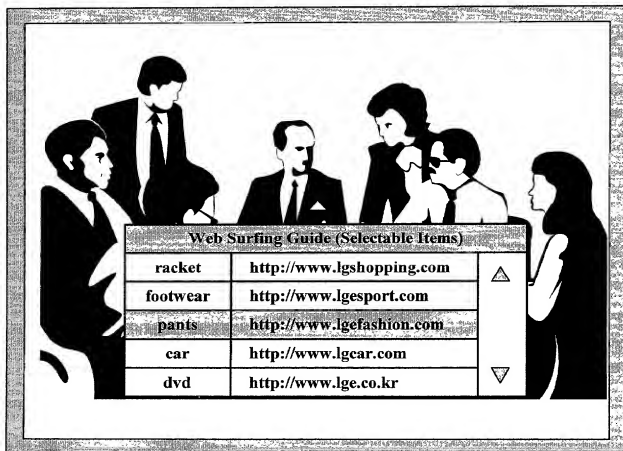 Web Surfing Guide (Selectable Items)
racket http://www.lgshopping.com
footwear http://www.lgesport.com
pants http://www.lgefashion.com
car http://www.lgcar.com
dvd http://www.lge.co.kr